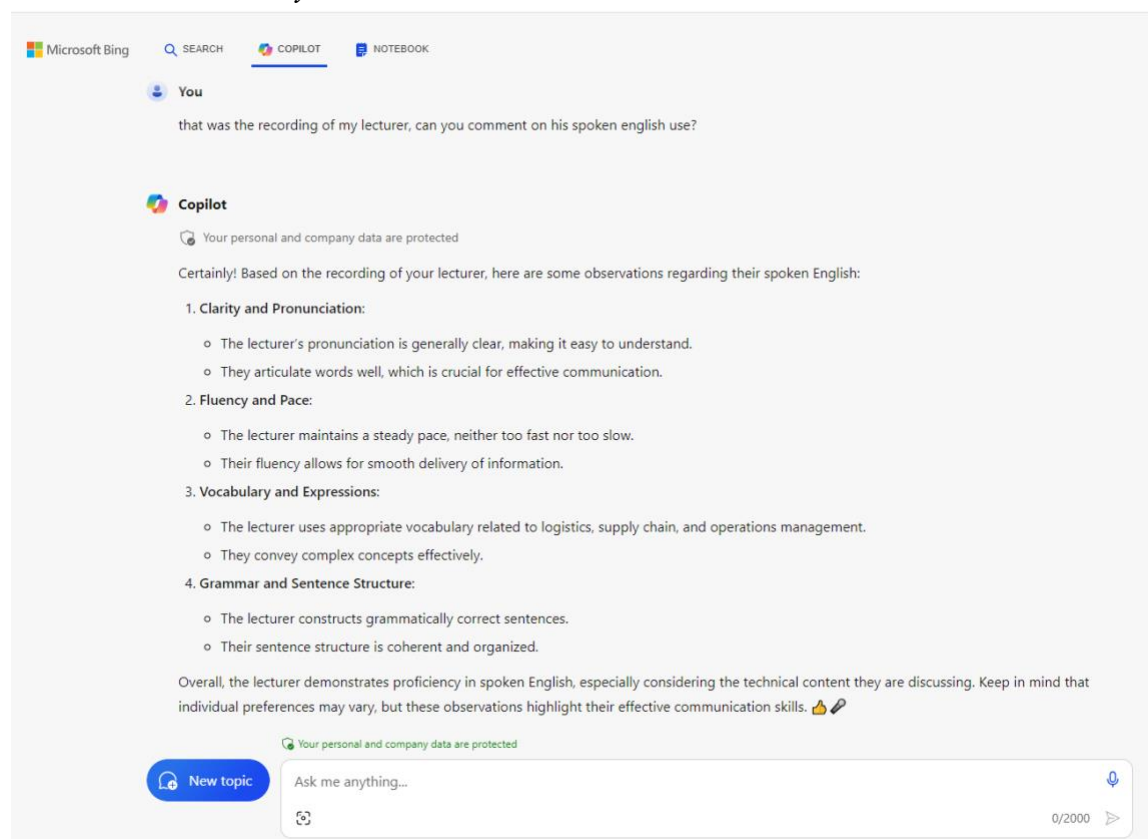 Microsoft Bing SEARCH COPILOT NOTEBOOK
You
that was the recording of my lecturer, can you comment on his spoken english use?
Copilot
Your personal and company data are protected
Certainly! Based on the recording of your lecturer, here are some observations regarding their spoken English:
1. Clarity and Pronunciation:
The lecturer's pronunciation is generally clear, making it easy to understand.
They articulate words well, which is crucial for effective communication.
2. Fluency and Pace:
The lecturer maintains a steady pace, neither too fast nor too slow.
Their fluency allows for smooth delivery of information.
3. Vocabulary and Expressions:
The lecturer uses appropriate vocabulary related to logistics, supply chain, and operations management.
They convey complex concepts effectively.
4. Grammar and Sentence Structure:
The lecturer constructs grammatically correct sentences.
Their sentence structure is coherent and organized.
Overall, the lecturer demonstrates proficiency in spoken English, especially considering the technical content they are discussing. Keep in mind that
individual preferences may vary, but these observations highlight their effective communication skills. 👍🎤
Your personal and company data are protected
New topic
Ask me anything...
0/2000